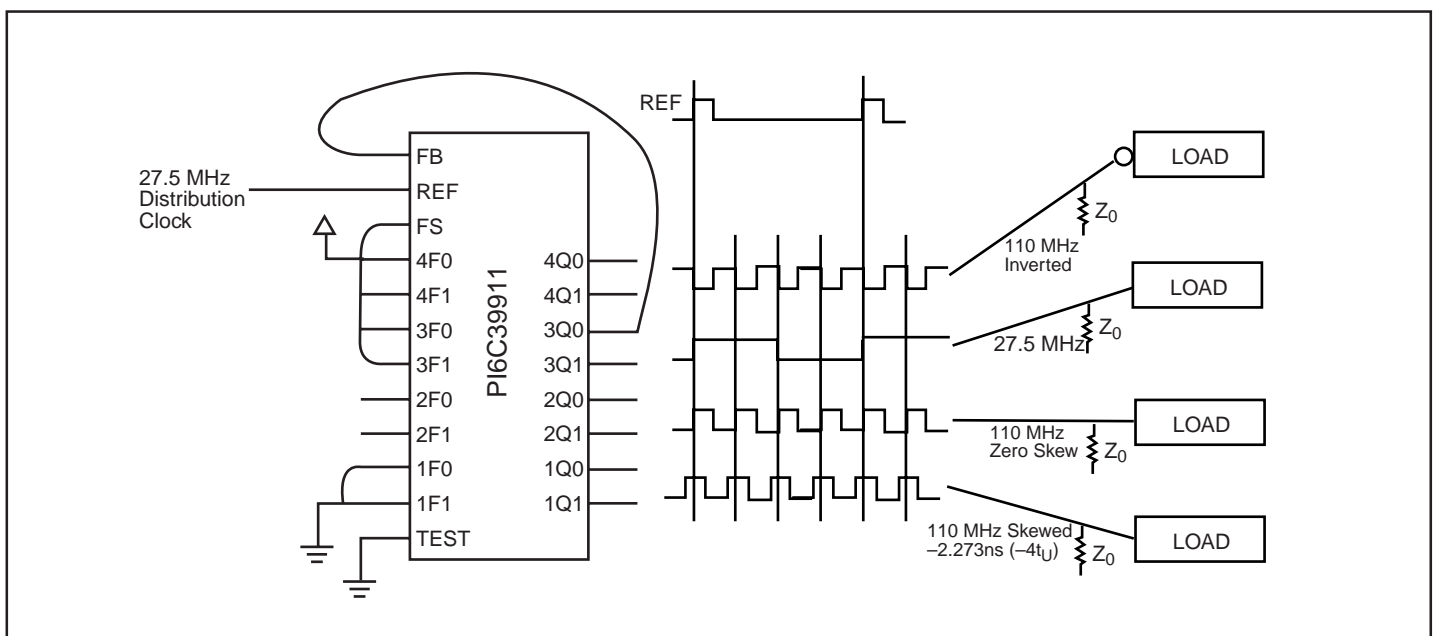 27.5 MHz
Distribution
Clock
FB
REF
FS
4F0
4F1
3F0
3F1
2F0
2F1
1F0
1F1
TEST
PI6C39911
4Q0
4Q1
3Q0
3Q1
2Q0
2Q1
1Q0
1Q1
REF
110 MHz
Inverted
Z0
LOAD
27.5 MHz
Z0
LOAD
110 MHz
Zero Skew
Z0
LOAD
110 MHz Skewed
–2.273ns (–4tU)
Z0
LOAD